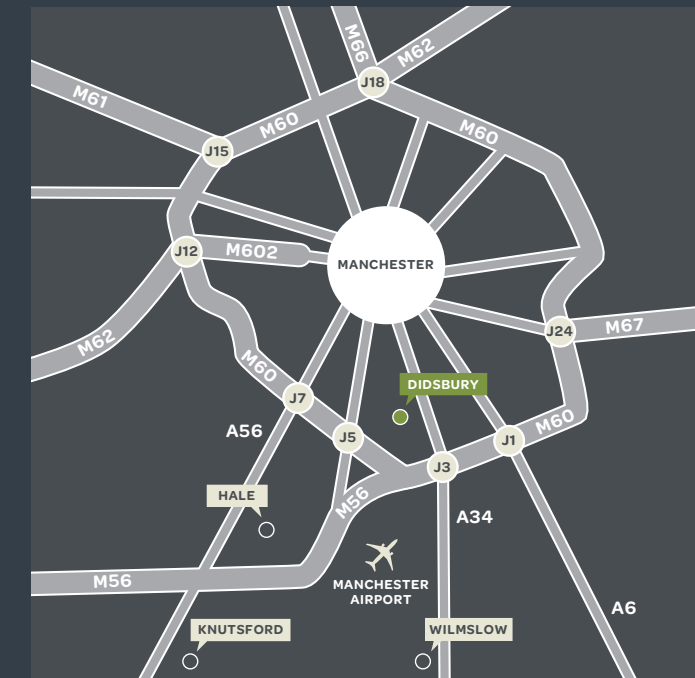 M66
M62
J18
M61
M60
M60
J15
J12
M602
MANCHESTER
J24
M67
M62
M60
DIDSBURY
J7
A56
J5
M60
J1
J3
HALE
M56
A34
MANCHESTER
AIRPORT
M56
A6
KNUTSFORD
WILMSLOW